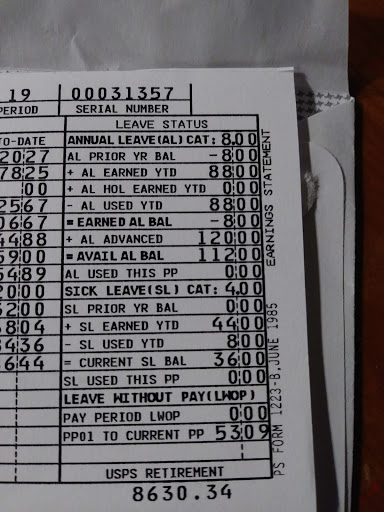 19 00031357
PERIOD SERIAL NUMBER
LEAVE STATUS
TO-DATE ANNUAL LEAVE(AL) CAT: 8.00
2027 AL PRIOR YR BAL -8 00
7825 + AL EARNED YTD 88 00
00 + AL HOL EARNED YTD 0 00
2567 - AL USED YTD 88 00
0667 = EARNED AL BAL -8 00
4488 + AL ADVANCED 120 00
5900 = AVAIL AL BAL 112 00
5489 AL USED THIS PP 0 00
2000 SICK LEAVE(SL) CAT: 4.00
5200 SL PRIOR YR BAL 0 00
6804 + SL EARNED YTD 44 00
8436 - SL USED YTD 8 00
3644 = CURRENT SL BAL 36 00
SL USED THIS PP 0 00
LEAVE WITHOUT PAY(LWOP)
PAY PERIOD LWOP 0 00
PP01 TO CURRENT PP 53 09
USPS RETIREMENT
8630.34
PS FORM 1223-B, JUNE 1985 EARNINGS STATEMENT